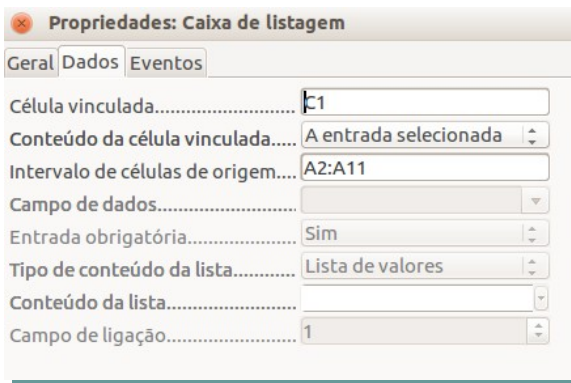 Propriedades: Caixa de listagem
Geral Dados Eventos
Célula vinculada.......................... C1
Conteúdo da célula vinculada..... A entrada selecionada
Intervalo de células de origem.... A2:A11
Campo de dados.........................
Entrada obrigatória.................... Sim
Tipo de conteúdo da lista............ Lista de valores
Conteúdo da lista.......................
Campo de ligação....................... 1